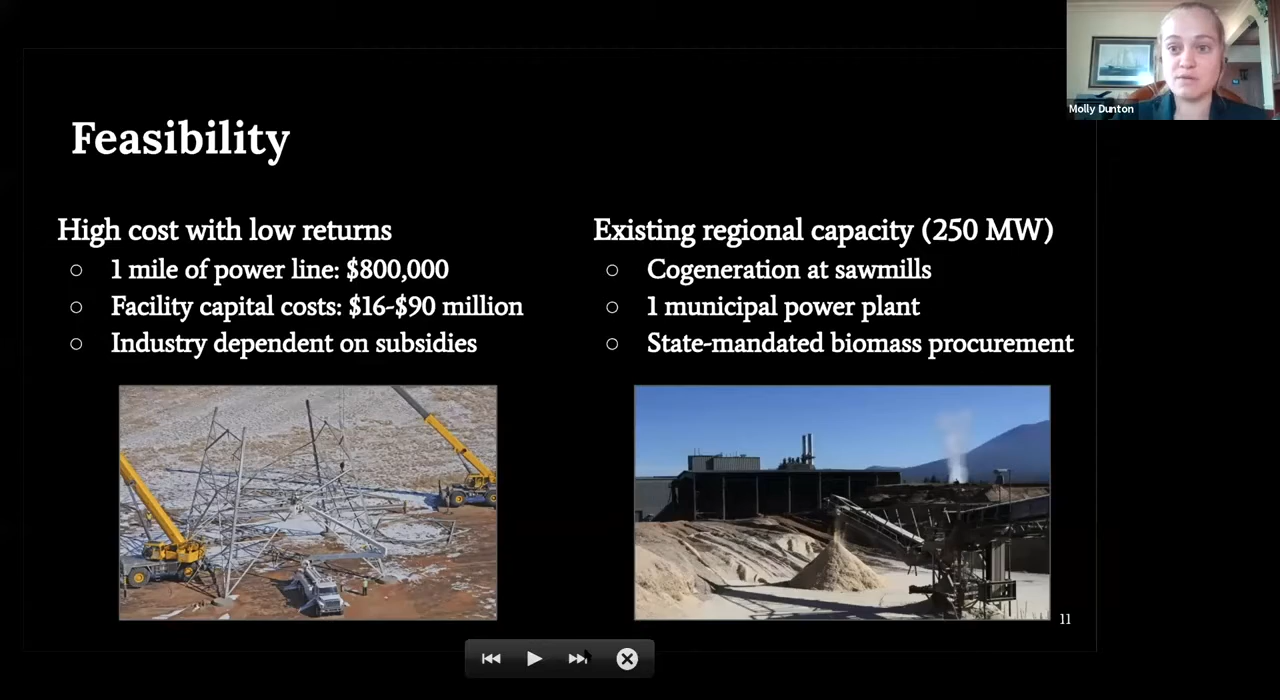 Molly Dunton
Feasibility
High cost with low returns
○ 1 mile of power line: $800,000
○ Facility capital costs: $16-$90 million
○ Industry dependent on subsidies
Existing regional capacity (250 MW)
○ Cogeneration at sawmills
○ 1 municipal power plant
○ State-mandated biomass procurement
11